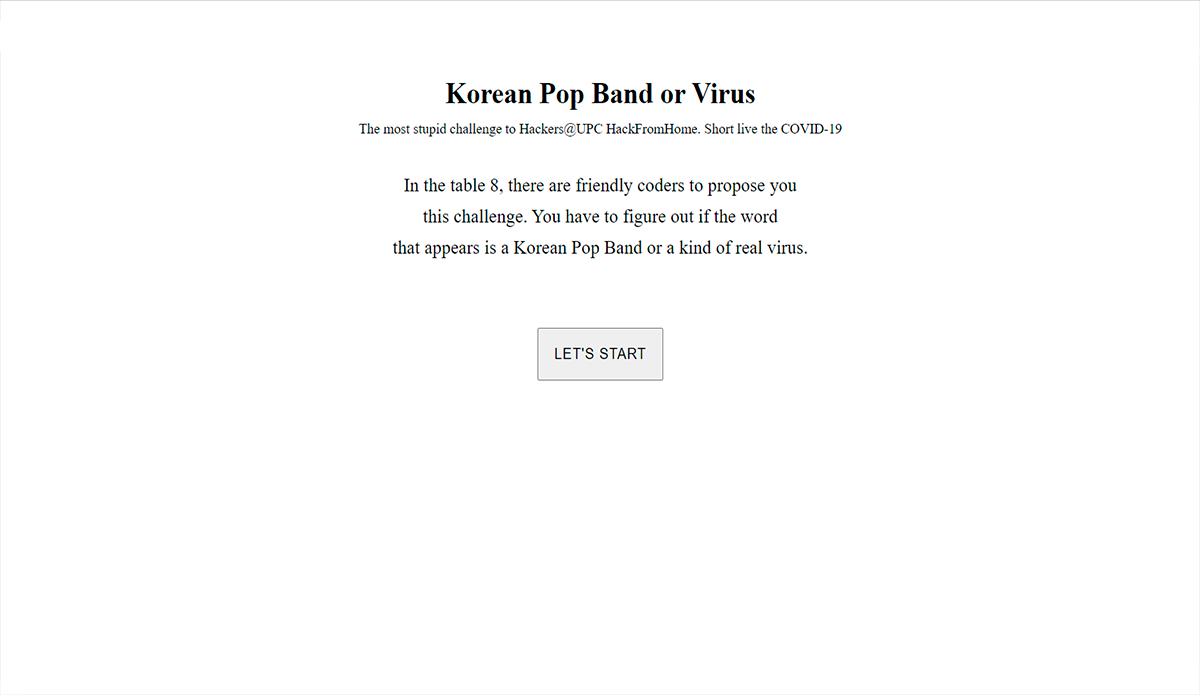 Korean Pop Band or Virus
The most stupid challenge to Hackers@UPC HackFromHome. Short live the COVID-19
In the table 8, there are friendly coders to propose you
this challenge. You have to figure out if the word
that appears is a Korean Pop Band or a kind of real virus.
LET'S START